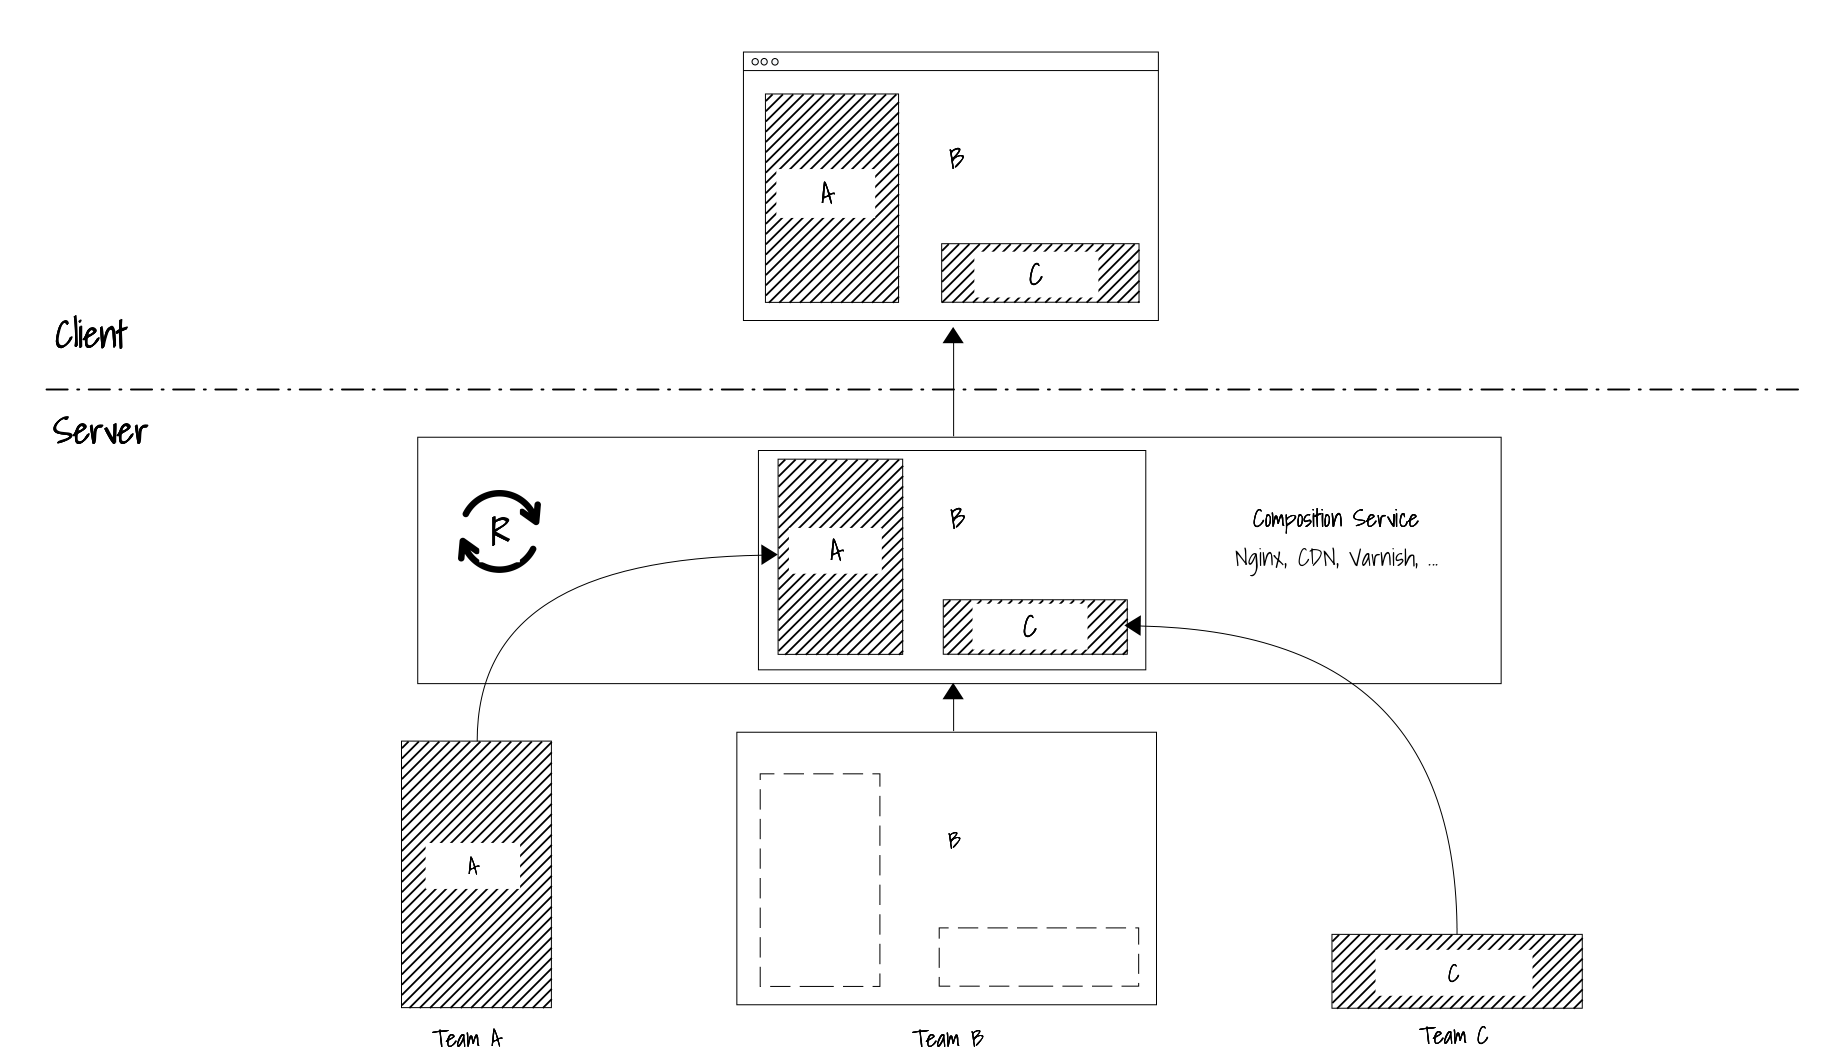 A
B
C
Client
Server
R
A
B
C
Composition Service
Nginx, CDN, Varnish, ...
A
B
C
Team A
Team B
Team C